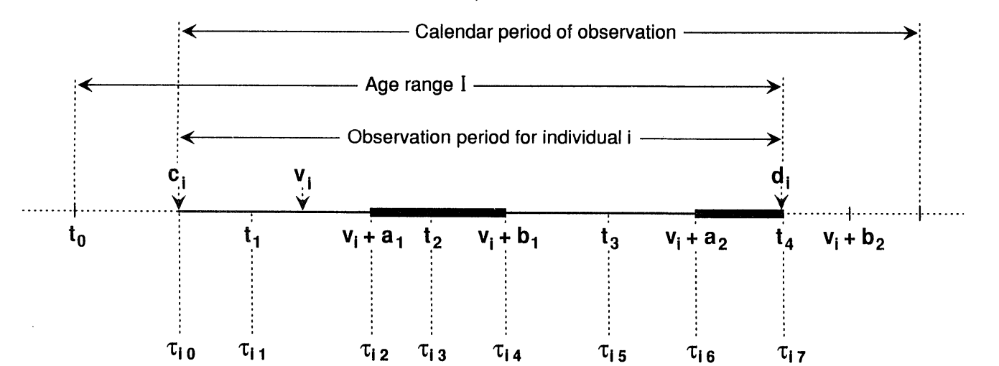 Calendar period of observation
Age range I
Observation period for individual i
c_i v_i d_i
t_0 t_1 v_i + a_1 t_2 v_i + b_1 t_3 v_i + a_2 t_4 v_i + b_2
τ_i0 τ_i1 τ_i2 τ_i3 τ_i4 τ_i5 τ_i6 τ_i7